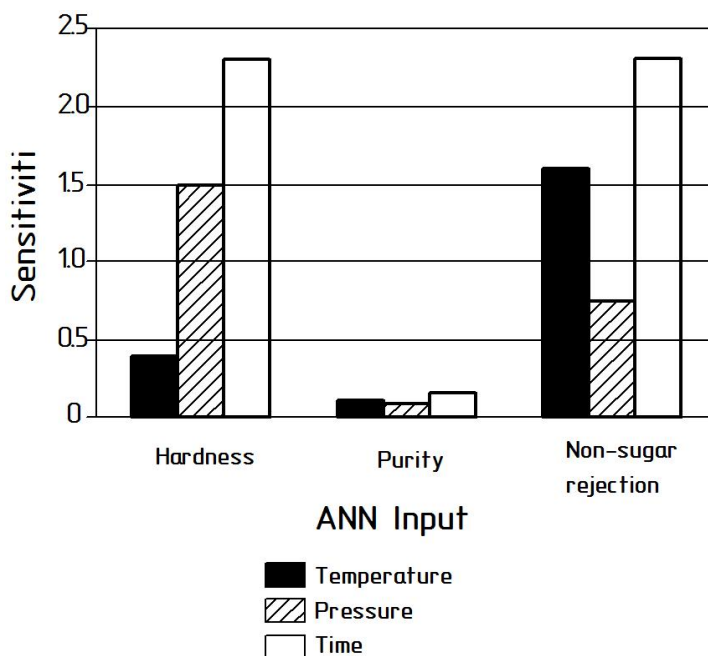 2.5
2.0
1.5
1.0
0.5
0
Sensitiviti
Hardness
Purity
Non-sugar
rejection
ANN Input
Temperature
Pressure
Time